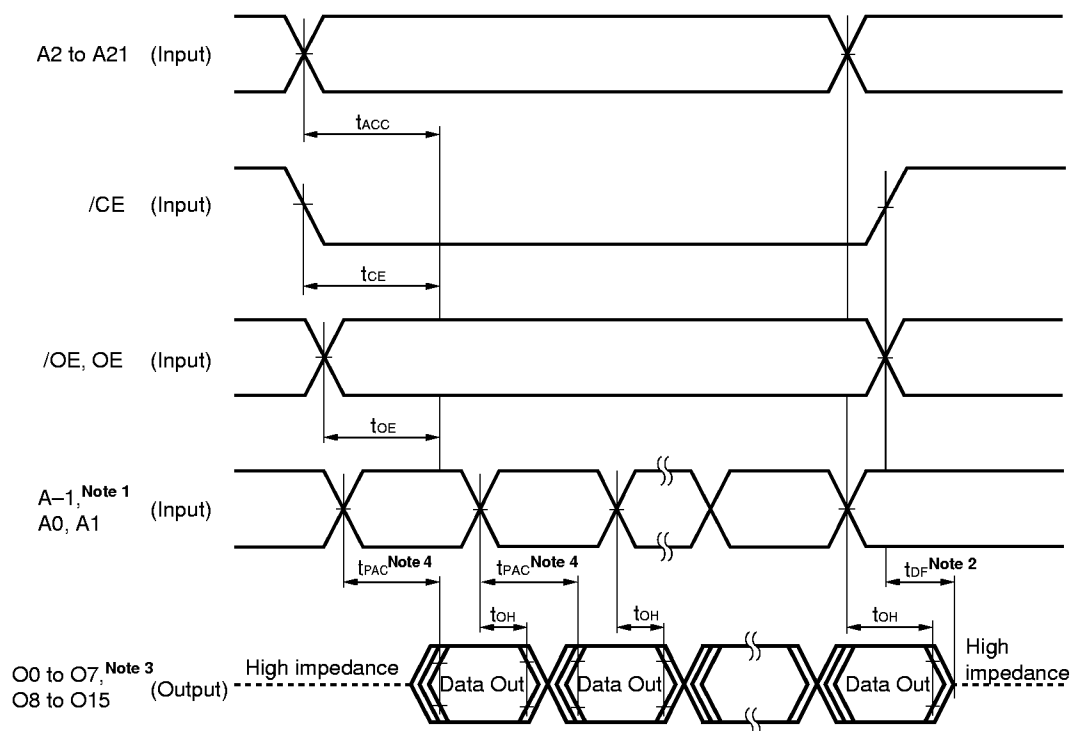 A2 to A21 (Input)
tACC
/CE (Input)
tCE
/OE, OE (Input)
tOE
A–1,Note 1
A0, A1 (Input)
tPAC Note 4 tPAC Note 4 tDF Note 2
tOH tOH tOH
O0 to O7,Note 3
O8 to O15 (Output)
High impedance
Data Out Data Out Data Out
High
impedance